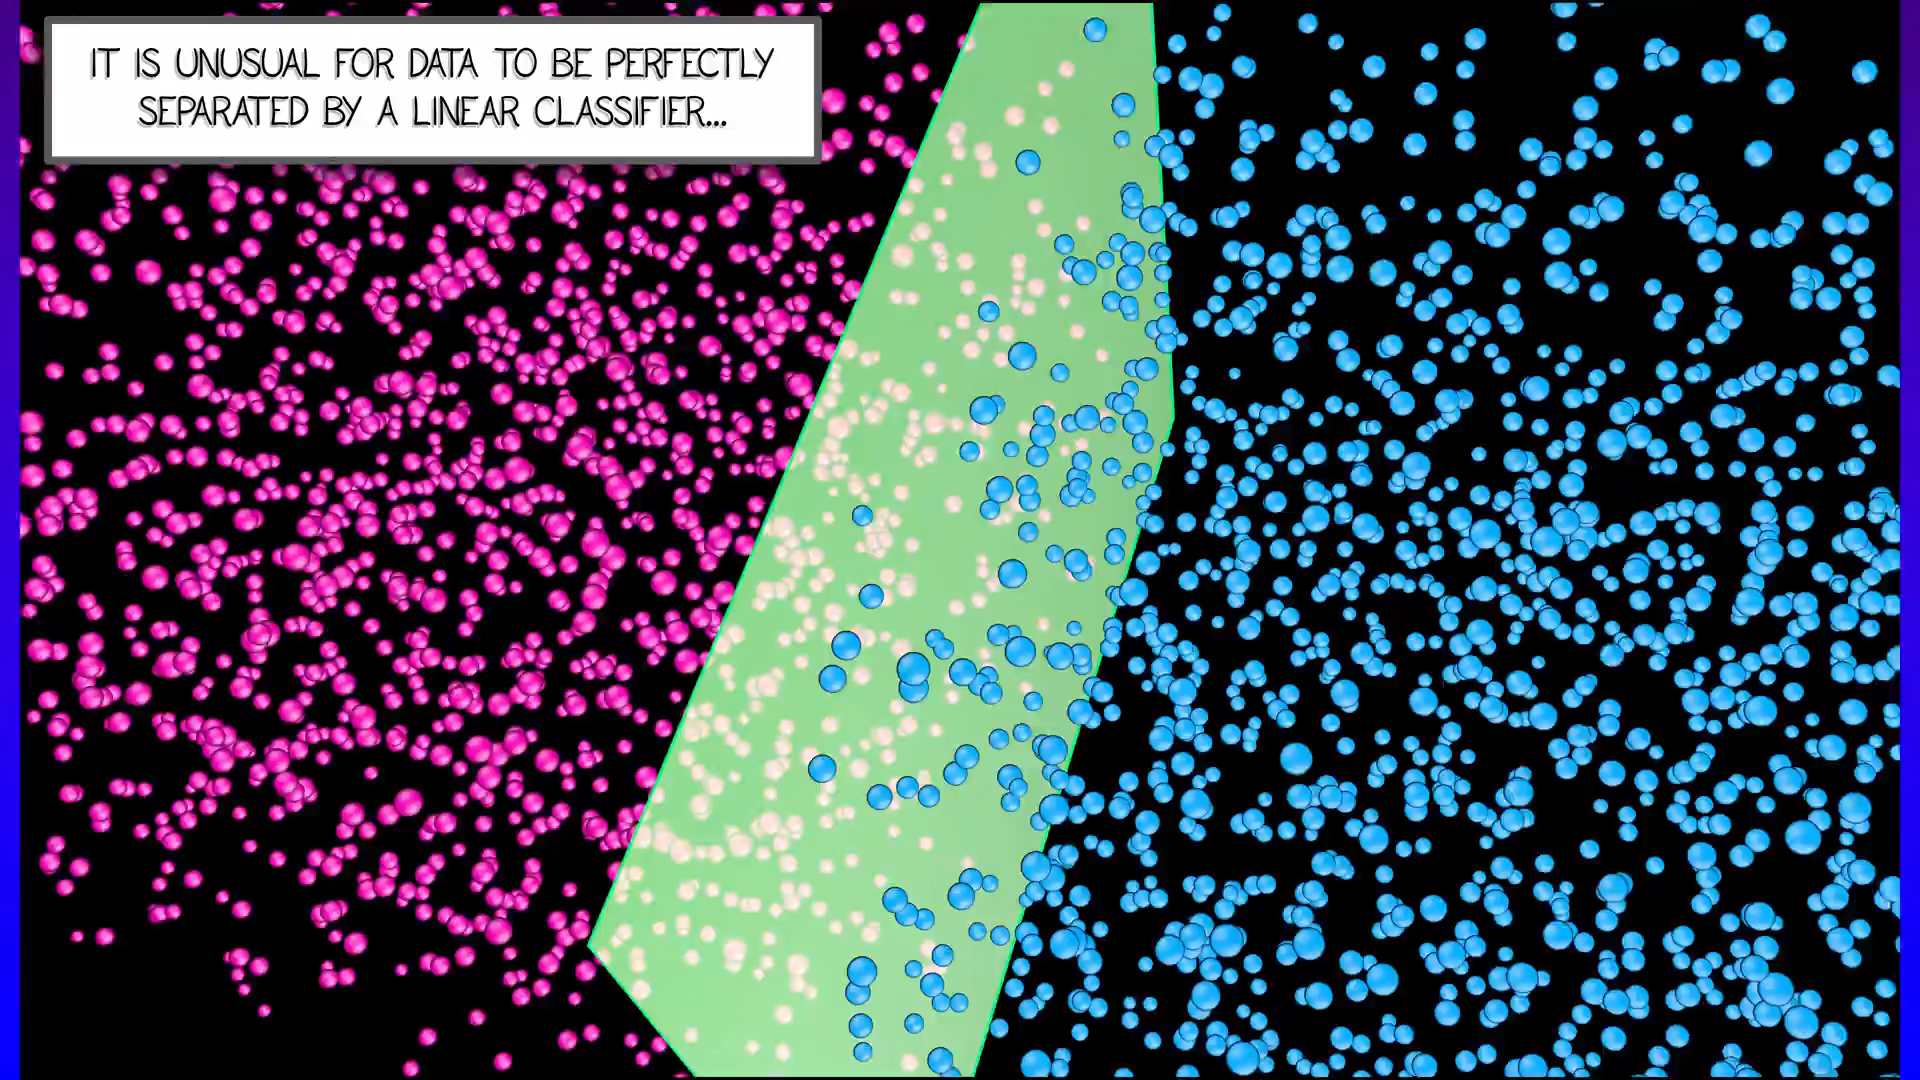 IT IS UNUSUAL FOR DATA TO BE PERFECTLY
SEPARATED BY A LINEAR CLASSIFIER...